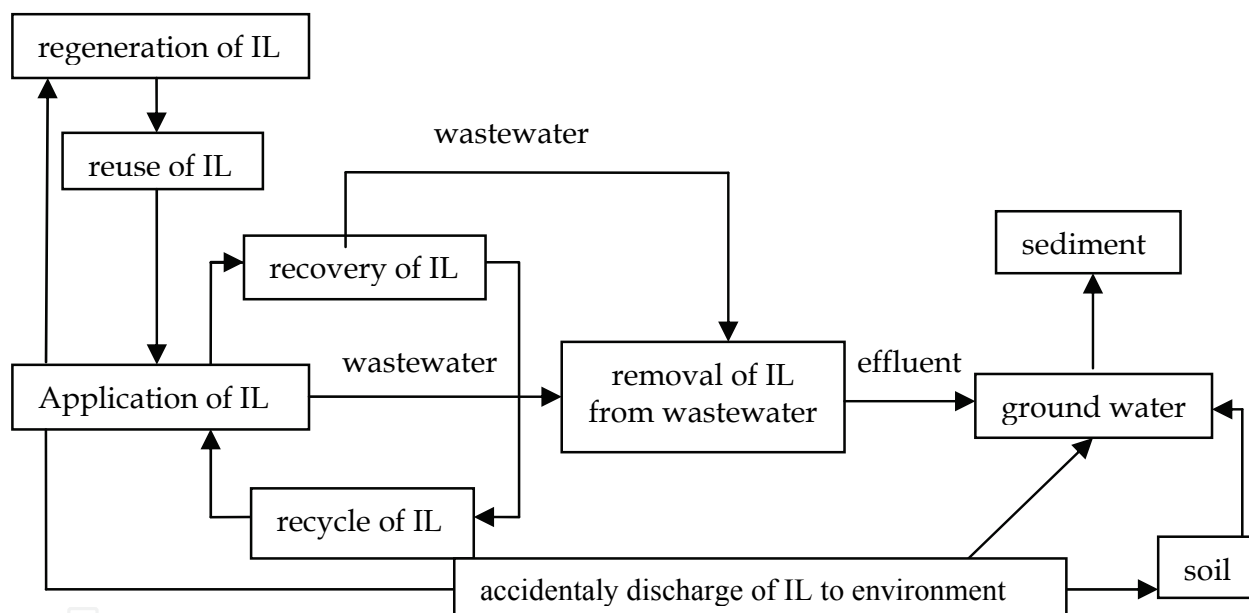 regeneration of IL
wastewater
reuse of IL
sediment
recovery of IL
wastewater
effluent
Application of IL
removal of IL
from wastewater
ground water
recycle of IL
soil
accidentaly discharge of IL to environment